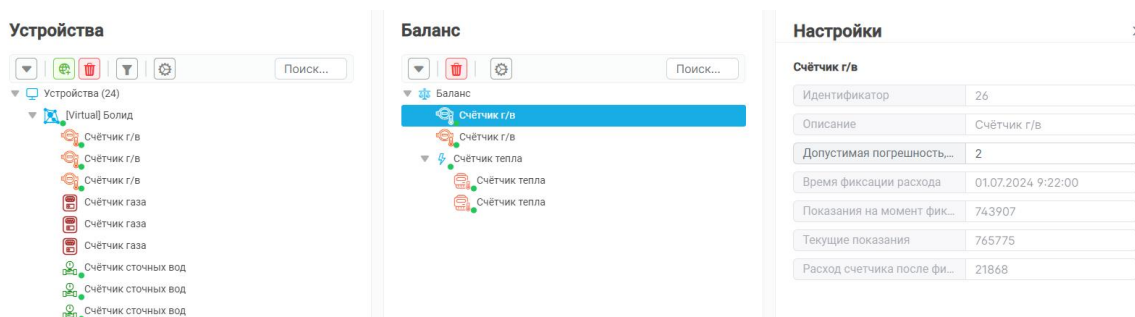 Устройства
Поиск...
Устройства (24)
[Virtual] Болид
Счётчик г/в
Счётчик г/в
Счётчик г/в
Счётчик газа
Счётчик газа
Счётчик газа
Счётчик сточных вод
Счётчик сточных вод
Счётчик сточных вод
Баланс
Поиск...
Баланс
Счётчик г/в
Счётчик г/в
Счётчик тепла
Счётчик тепла
Счётчик тепла
Настройки
Счётчик г/в
Идентификатор 26
Описание Счётчик г/в
Допустимая погрешность,... 2
Время фиксации расхода 01.07.2024 9:22:00
Показания на момент фик... 743907
Текущие показания 765775
Расход счетчика после фи... 21868